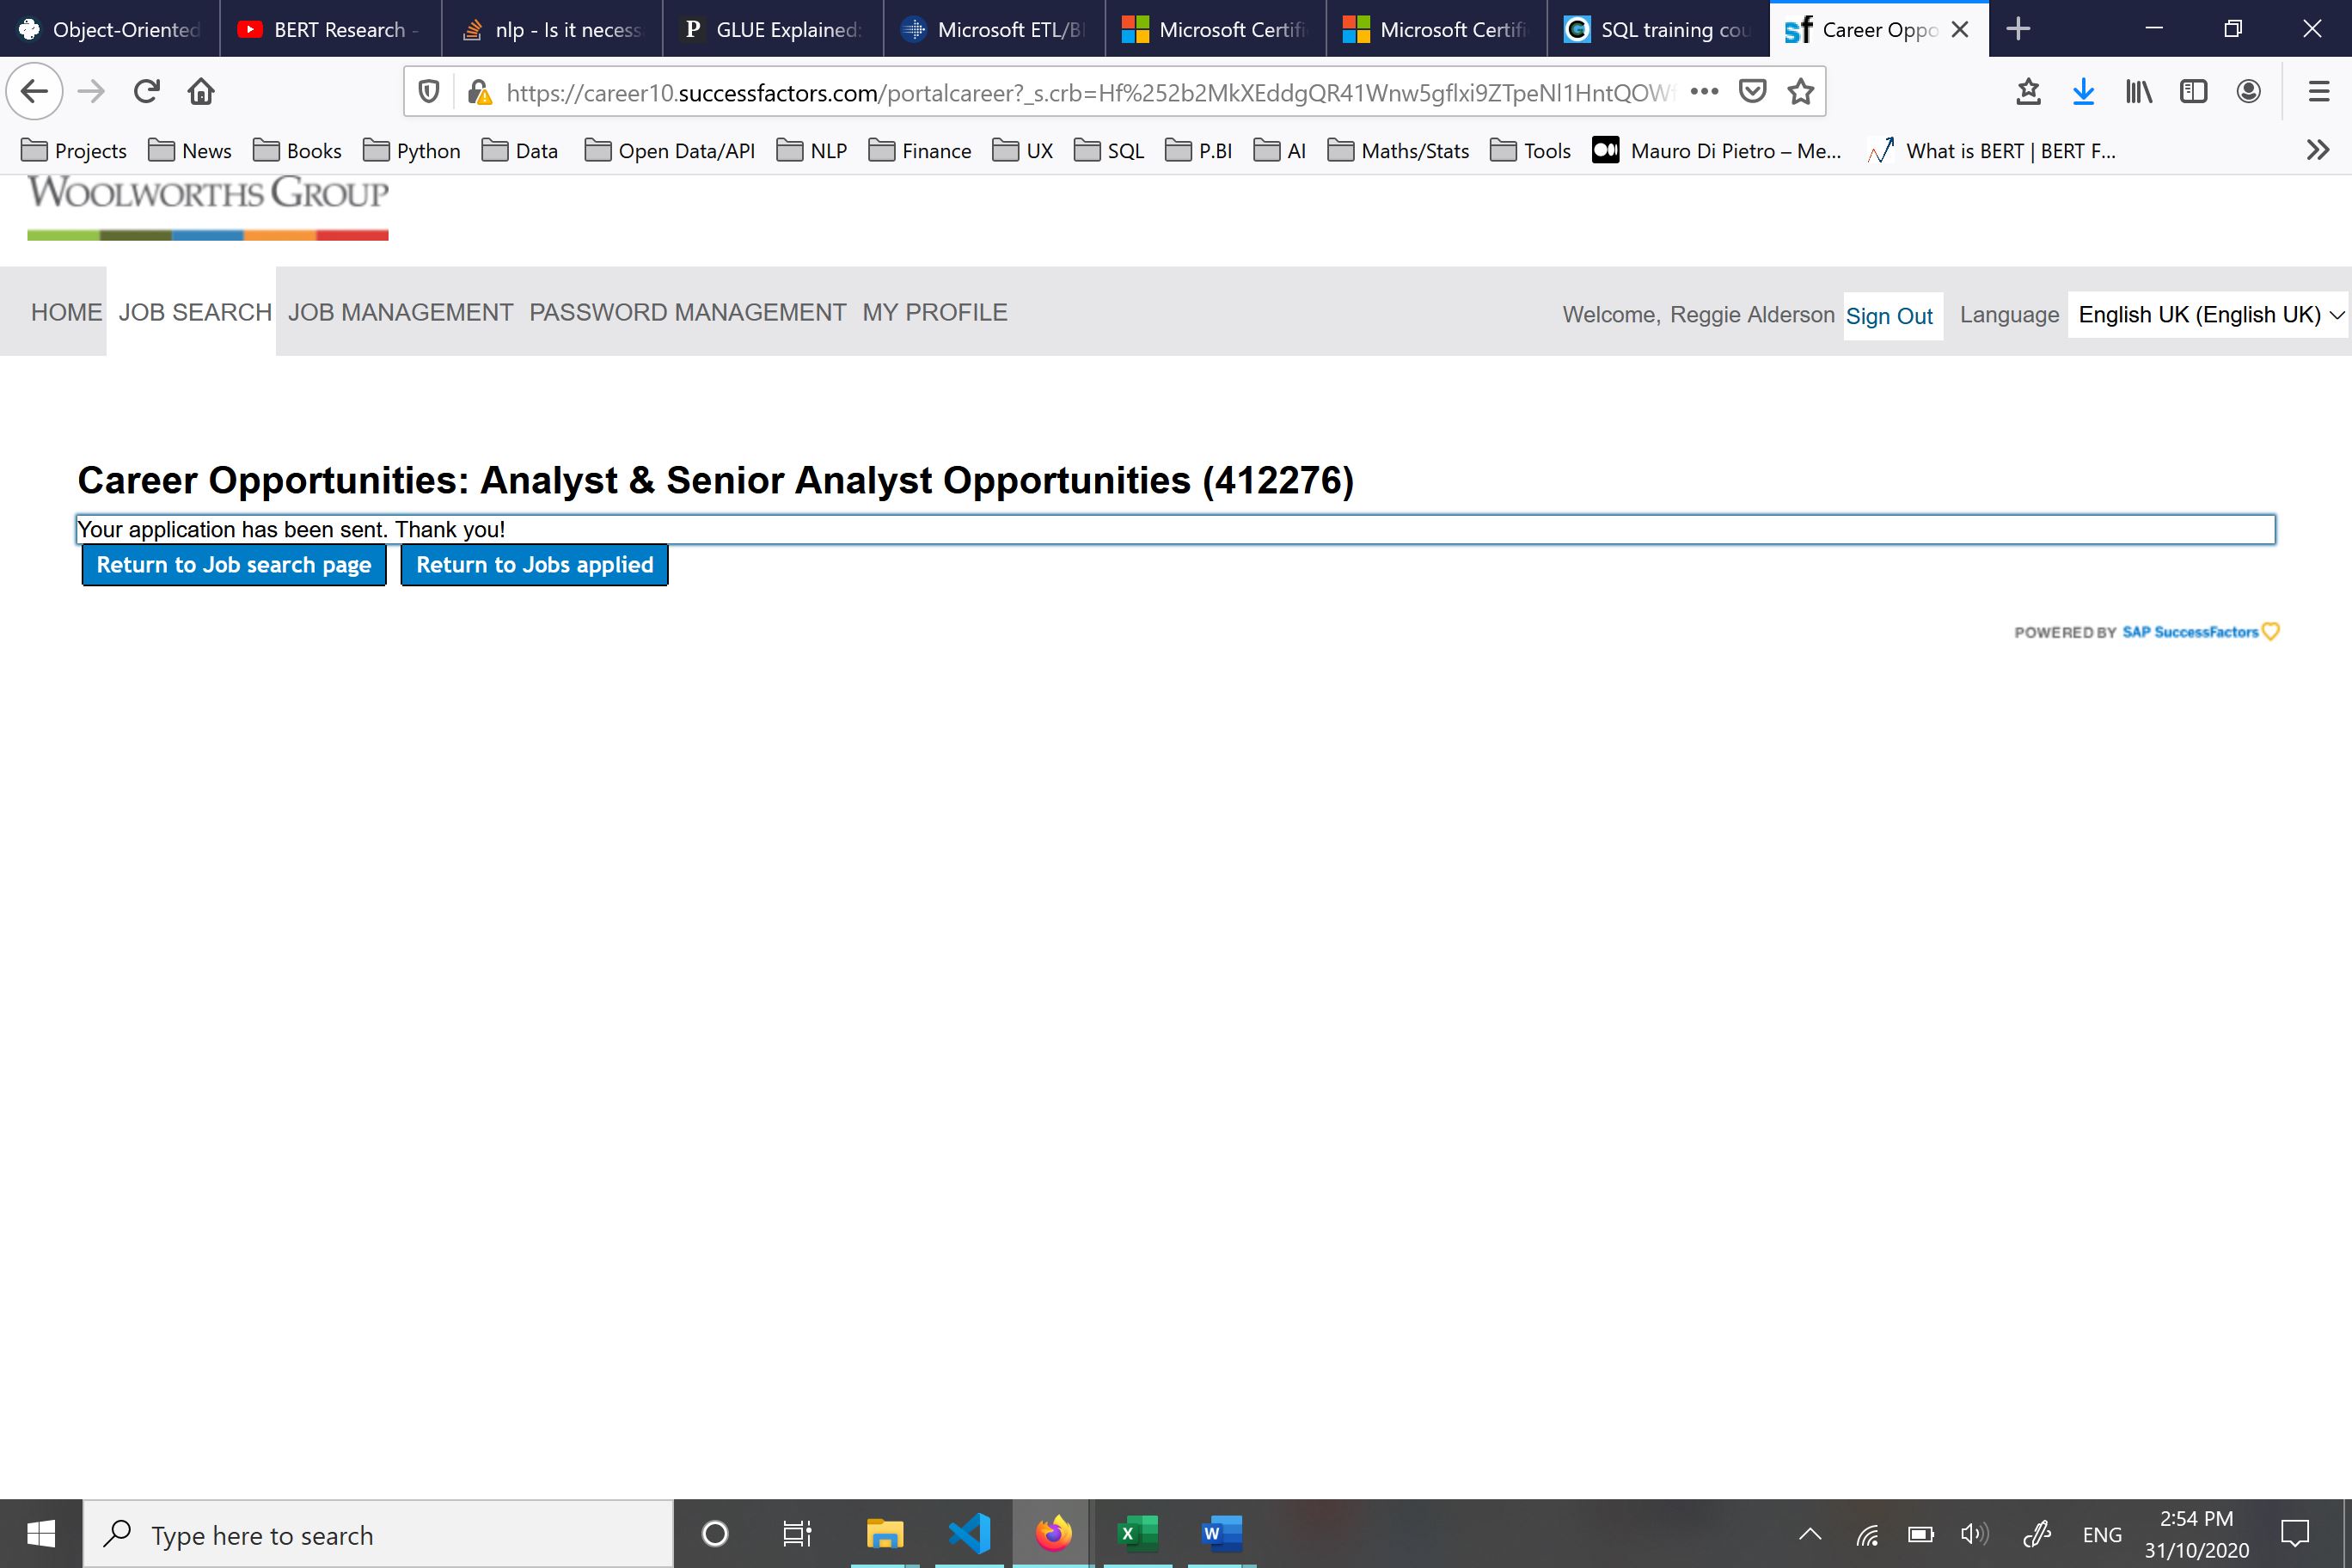 Object-Oriented
BERT Research -
nlp - Is it necess
GLUE Explained:
Microsoft ETL/BI
Microsoft Certifi
Microsoft Certifi
SQL training cou
sf Career Oppo
https://career10.successfactors.com/portalcareer?_s.crb=
Projects News Books Python Data Open Data/API NLP Finance UX SQL P.BI AI Maths/Stats Tools Mauro Di Pietro – Me... What is BERT | BERT F...
WOOLWORTHS GROUP
HOME JOB SEARCH JOB MANAGEMENT PASSWORD MANAGEMENT MY PROFILE Welcome, Reggie Alderson Sign Out Language English UK (English UK)
Career Opportunities: Analyst & Senior Analyst Opportunities (412276)
Your application has been sent. Thank you!
Return to Job search page Return to Jobs applied
POWERED BY SAP SuccessFactors
Type here to search
ENG
2:54 PM
31/10/2020